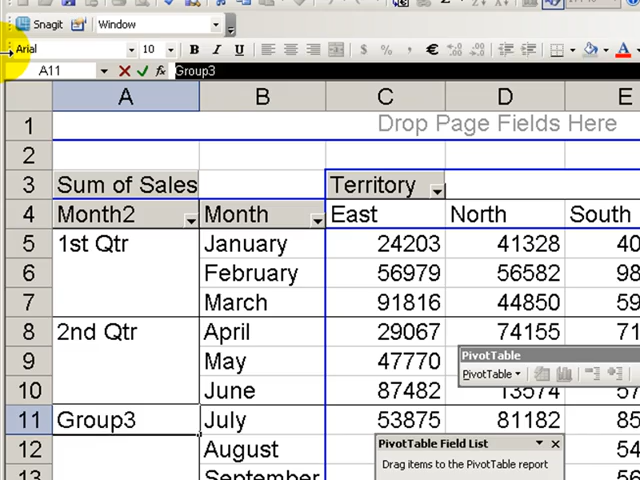 Snagit Window
Arial 10 B I U $ % , €
A11 fx Group3
A B C D E
1 Drop Page Fields Here
2
3 Sum of Sales Territory
4 Month2 Month East North South
5 1st Qtr January 24203 41328 40
6 February 56979 56582 98
7 March 91816 44850 59
8 2nd Qtr April 29067 74155 71
9 May 47770
10 June 87482 13574 57
11 Group3 July 53875 81182 85
12 August 54
13 September 56
PivotTable
PivotTable
PivotTable Field List
Drag items to the PivotTable report